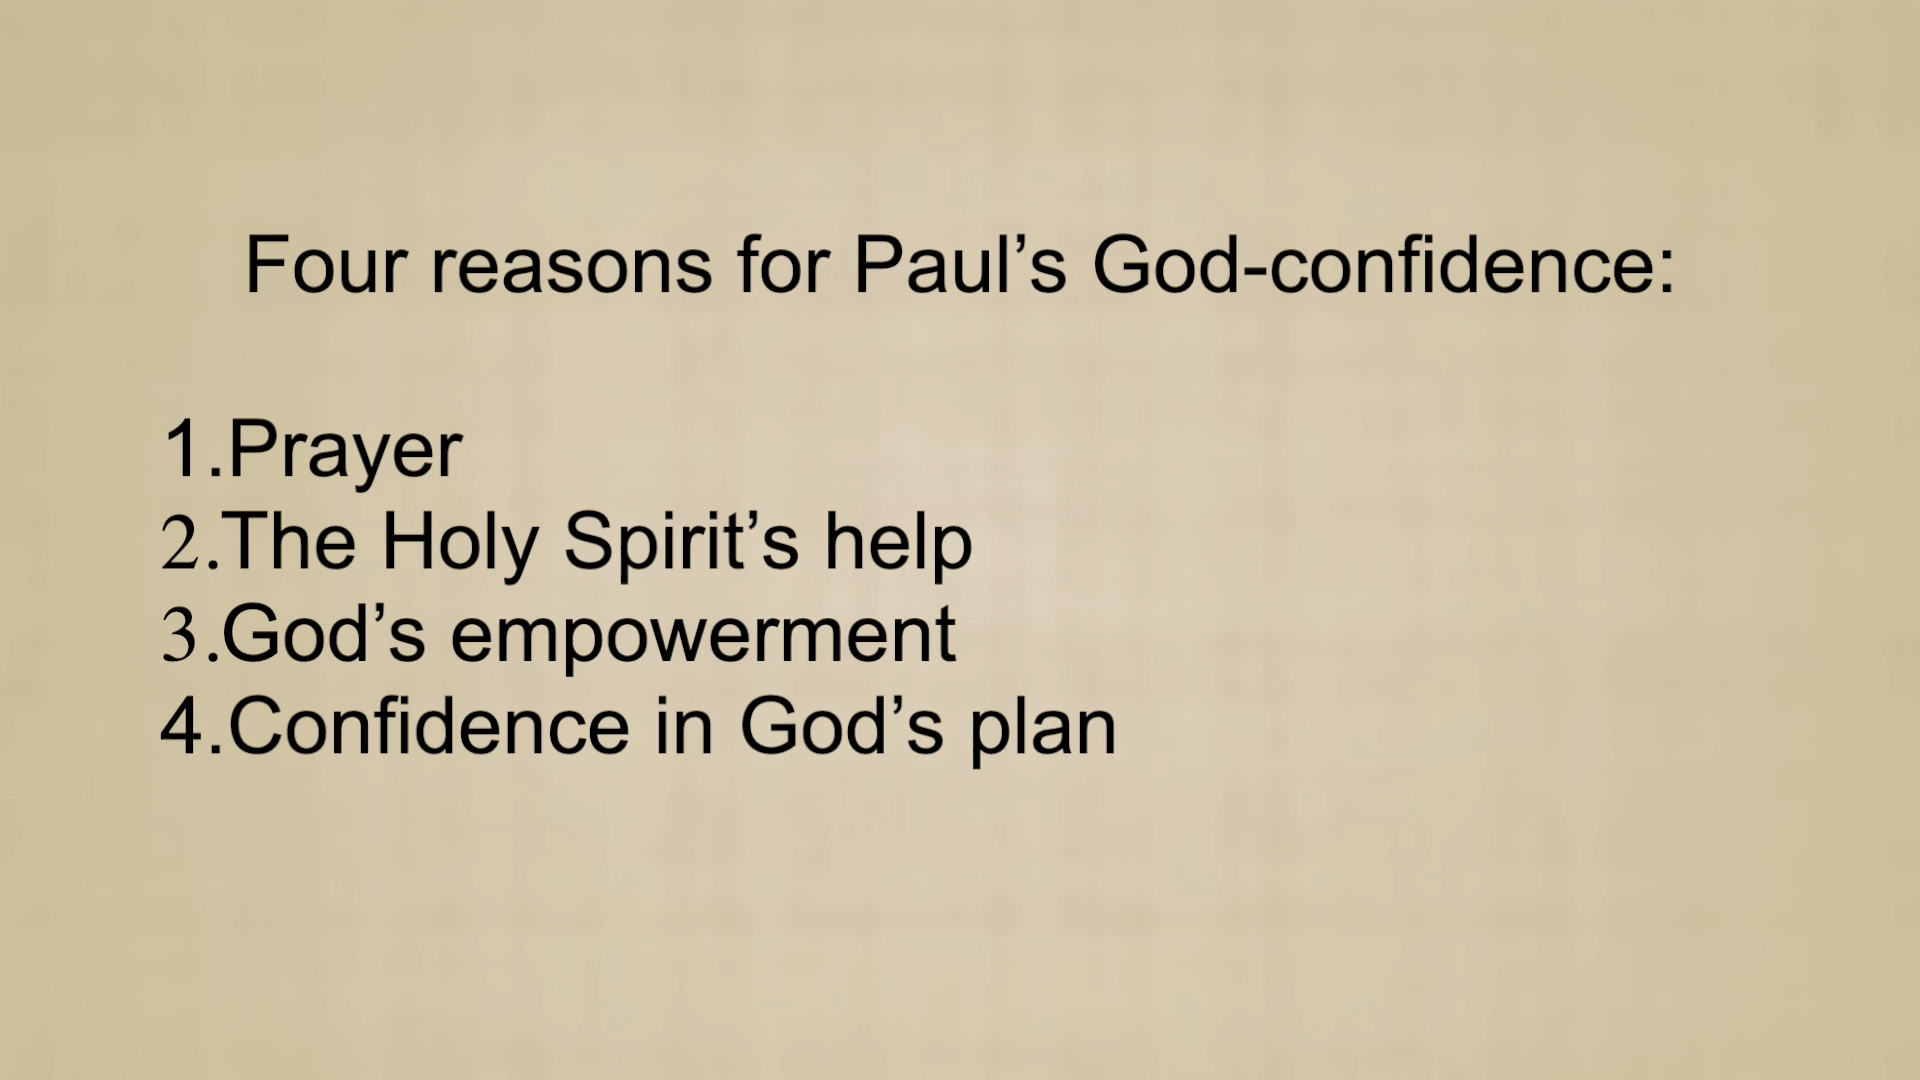 Four reasons for Paul’s God-confidence:
1.Prayer
2.The Holy Spirit’s help
3.God’s empowerment
4.Confidence in God’s plan